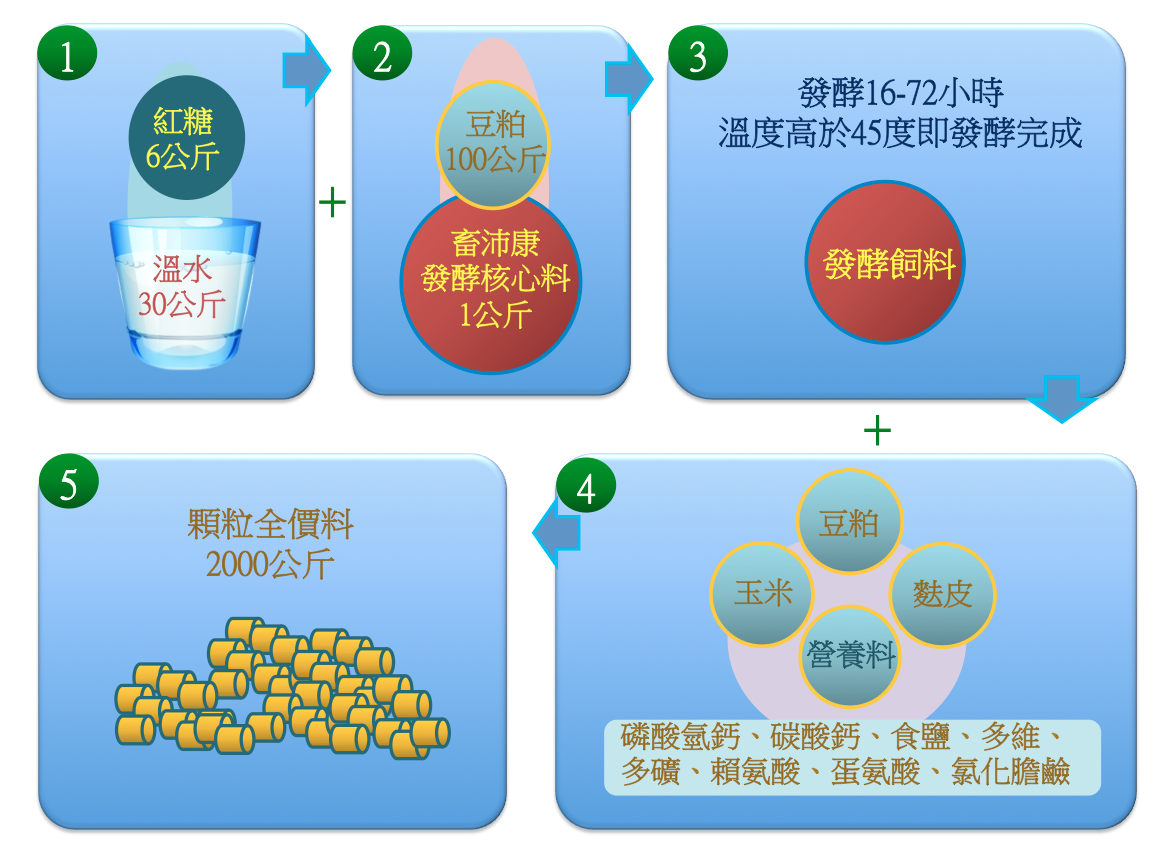 1
紅糖
6公斤
溫水
30公斤
+
2
豆粕
100公斤
畜沛康
發酵核心料
1公斤
3
發酵16-72小時
溫度高於45度即發酵完成
發酵飼料
+
4
豆粕
玉米
麩皮
營養料
磷酸氫鈣、碳酸鈣、食鹽、多維、
多礦、賴氨酸、蛋氨酸、氯化膽鹼
5
顆粒全價料
2000公斤